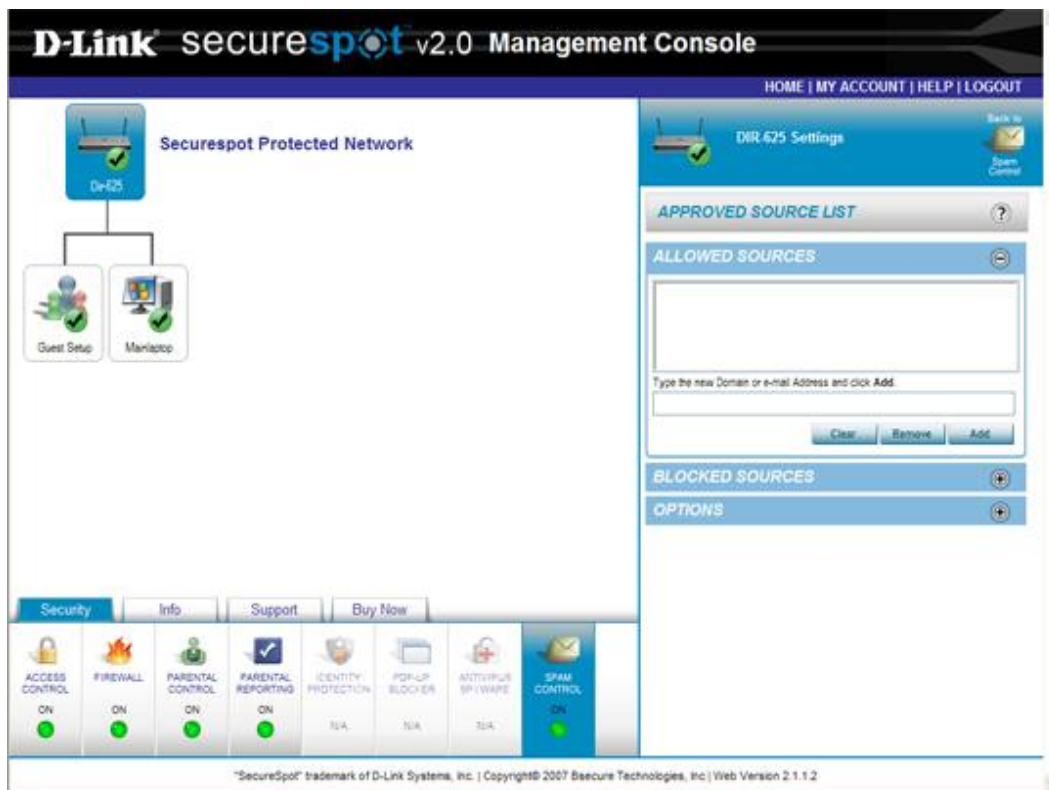 D-Link securespot v2.0 Management Console
HOME | MY ACCOUNT | HELP | LOGOUT
Dir-625
Securespot Protected Network
Guest Setup
Mainlaptop
DIR-625 Settings
Back to
Spam
Control
APPROVED SOURCE LIST
?
ALLOWED SOURCES
Type the new Domain or e-mail Address and click Add.
Clear
Remove
Add
BLOCKED SOURCES
OPTIONS
Security
Info
Support
Buy Now
ACCESS
CONTROL
ON
FIREWALL
ON
PARENTAL
CONTROL
ON
PARENTAL
REPORTING
ON
IDENTITY
PROTECTION
N/A
POP-UP
BLOCKER
N/A
ANTIVIRUS
SPYWARE
N/A
SPAM
CONTROL
ON
"SecureSpot" trademark of D-Link Systems, Inc. | Copyright© 2007 Bsecure Technologies, Inc | Web Version 2.1.1.2